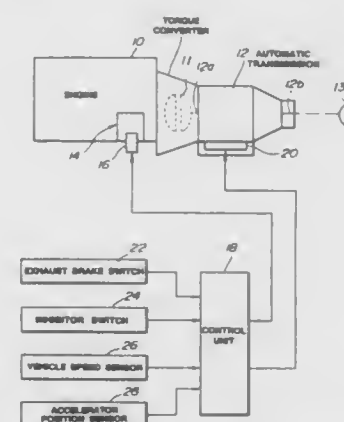 TORQUE
CONVERTER
10
11
12a
12
AUTOMATIC
TRANSMISSION
12b
13
ENGINE
14
16
20
22
EXHAUST BRAKE SWITCH
18
24
INHIBITOR SWITCH
CONTROL
UNIT
26
VEHICLE SPEED SENSOR
28
ACCELERATOR
POSITION SENSOR